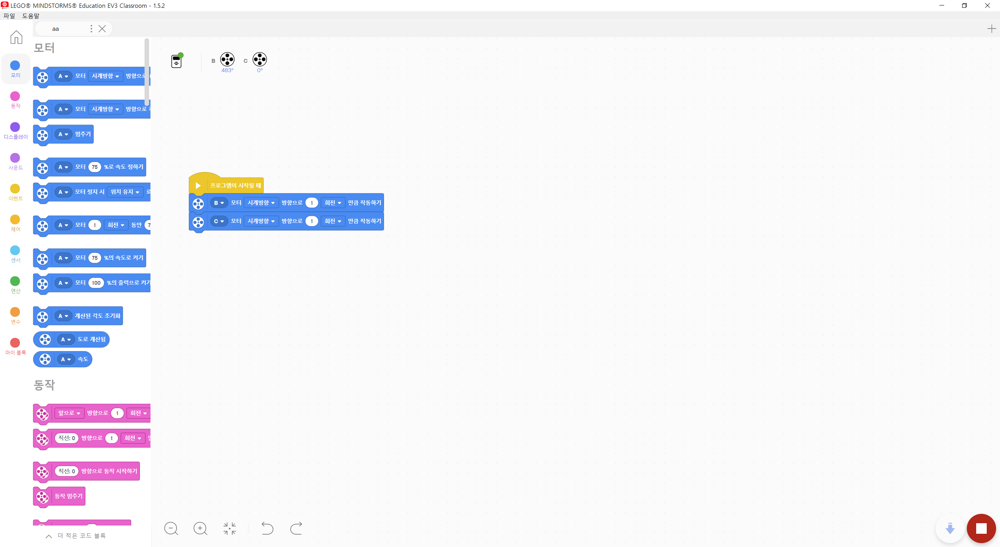 LEGO® MINDSTORMS® Education EV3 Classroom - 1.5.2
파일 도움말
aa
모터
동작
디스플레이
사운드
이벤트
제어
센서
연산
변수
마이 블록
모터
A 모터 시계방향 방향으로
A 모터 시계방향 방향으로
A 멈추기
A 모터 75 %로 속도 정하기
A 모터 정지 시 위치 유지 로
A 모터 1 회전 동안 7
A 모터 75 %의 속도로 켜기
A 모터 100 %의 출력으로 켜기
A 계산된 각도 초기화
A 도로 계산됨
A 속도
동작
앞으로 방향으로 1 회전
직선: 0 방향으로 1 회전
직선: 0 방향으로 동작 시작하기
동작 멈추기
더 적은 코드 블록
B C
483° 0°
프로그램이 시작될 때
B 모터 시계방향 방향으로 1 회전 만큼 작동하기
C 모터 시계방향 방향으로 1 회전 만큼 작동하기